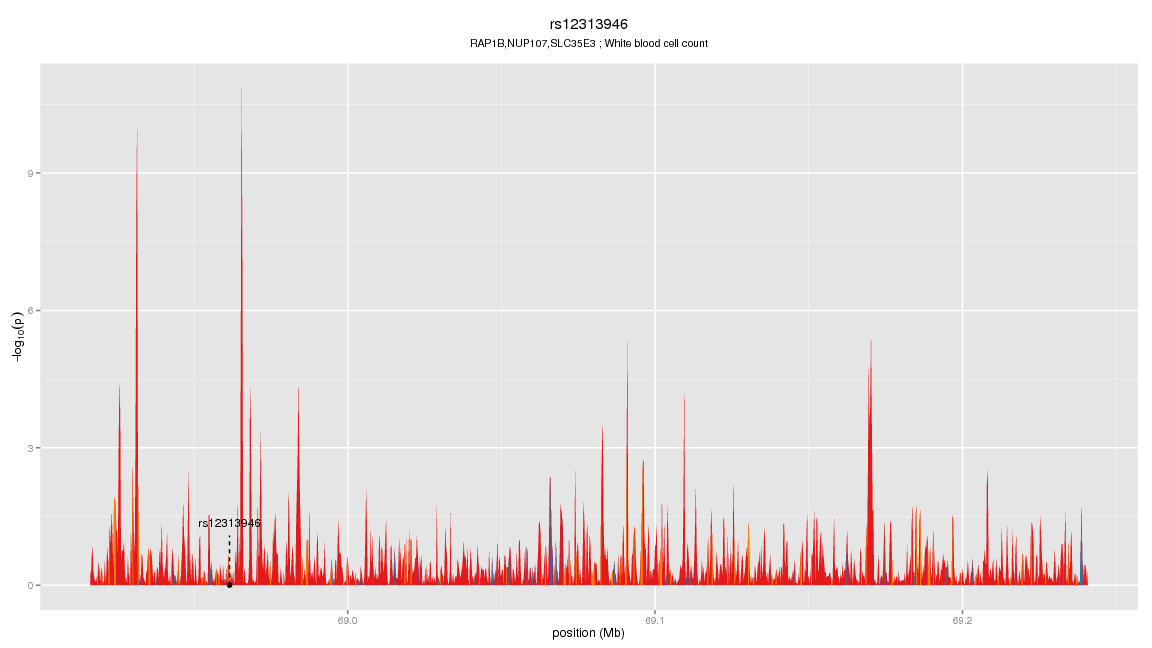 rs12313946
RAP1B,NUP107,SLC35E3 ; White blood cell count
−log10(p)
9
6
3
0
rs12313946
69.0
69.1
69.2
position (Mb)